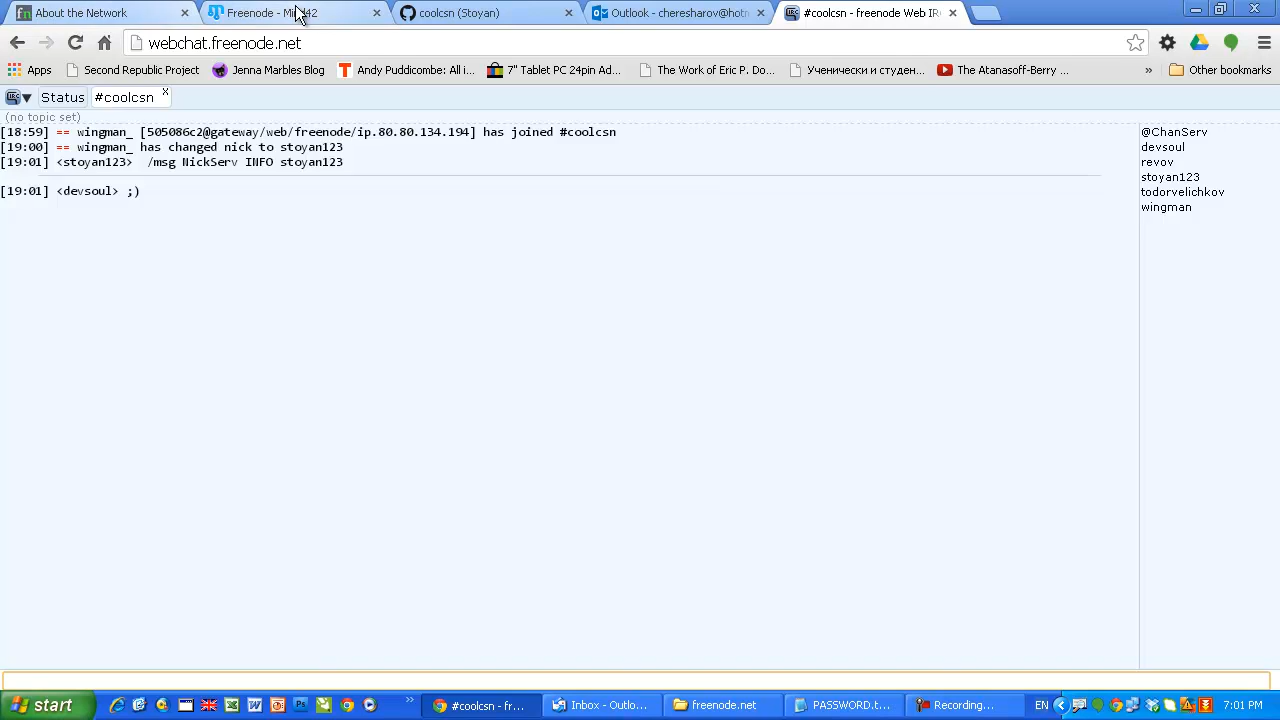 About the Network
Freenode - Mi
42
coolcsn (Stoyan)
Outlook - cheresharov@hotn
#coolcsn - freenode Web IR
webchat.freenode.net
Apps
Second Republic Project
Jana Marbles Blog
Andy Puddicombe: All i...
7" Tablet PC 24pin Ad...
The Work of Eric P. Do...
Ученически и студен...
The Atanasoff-Berry ...
»
Other bookmarks
Status
#coolcsn
x
(no topic set)
[18:59] == wingman_ [505086c2@gateway/web/freenode/ip.80.80.134.194] has joined #coolcsn
[19:00] == wingman_ has changed nick to stoyan123
[19:01] <stoyan123>  /msg NickServ INFO stoyan123
[19:01] <devsoul> ;)
@ChanServ
devsoul
revov
stoyan123
todorvelichkov
wingman
start
»
#coolcsn - fr...
Inbox - Outlo...
freenode.net
PASSWORD.t...
Recording...
EN
7:01 PM